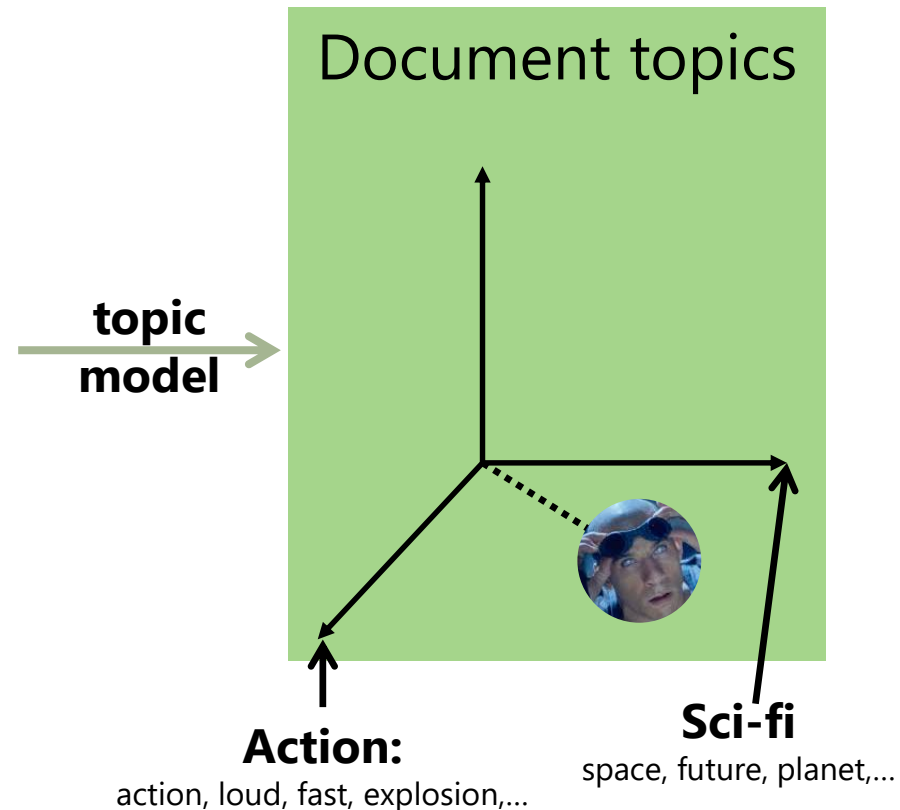 Document topics
topic
model
Action:
action, loud, fast, explosion,…
Sci-fi
space, future, planet,…